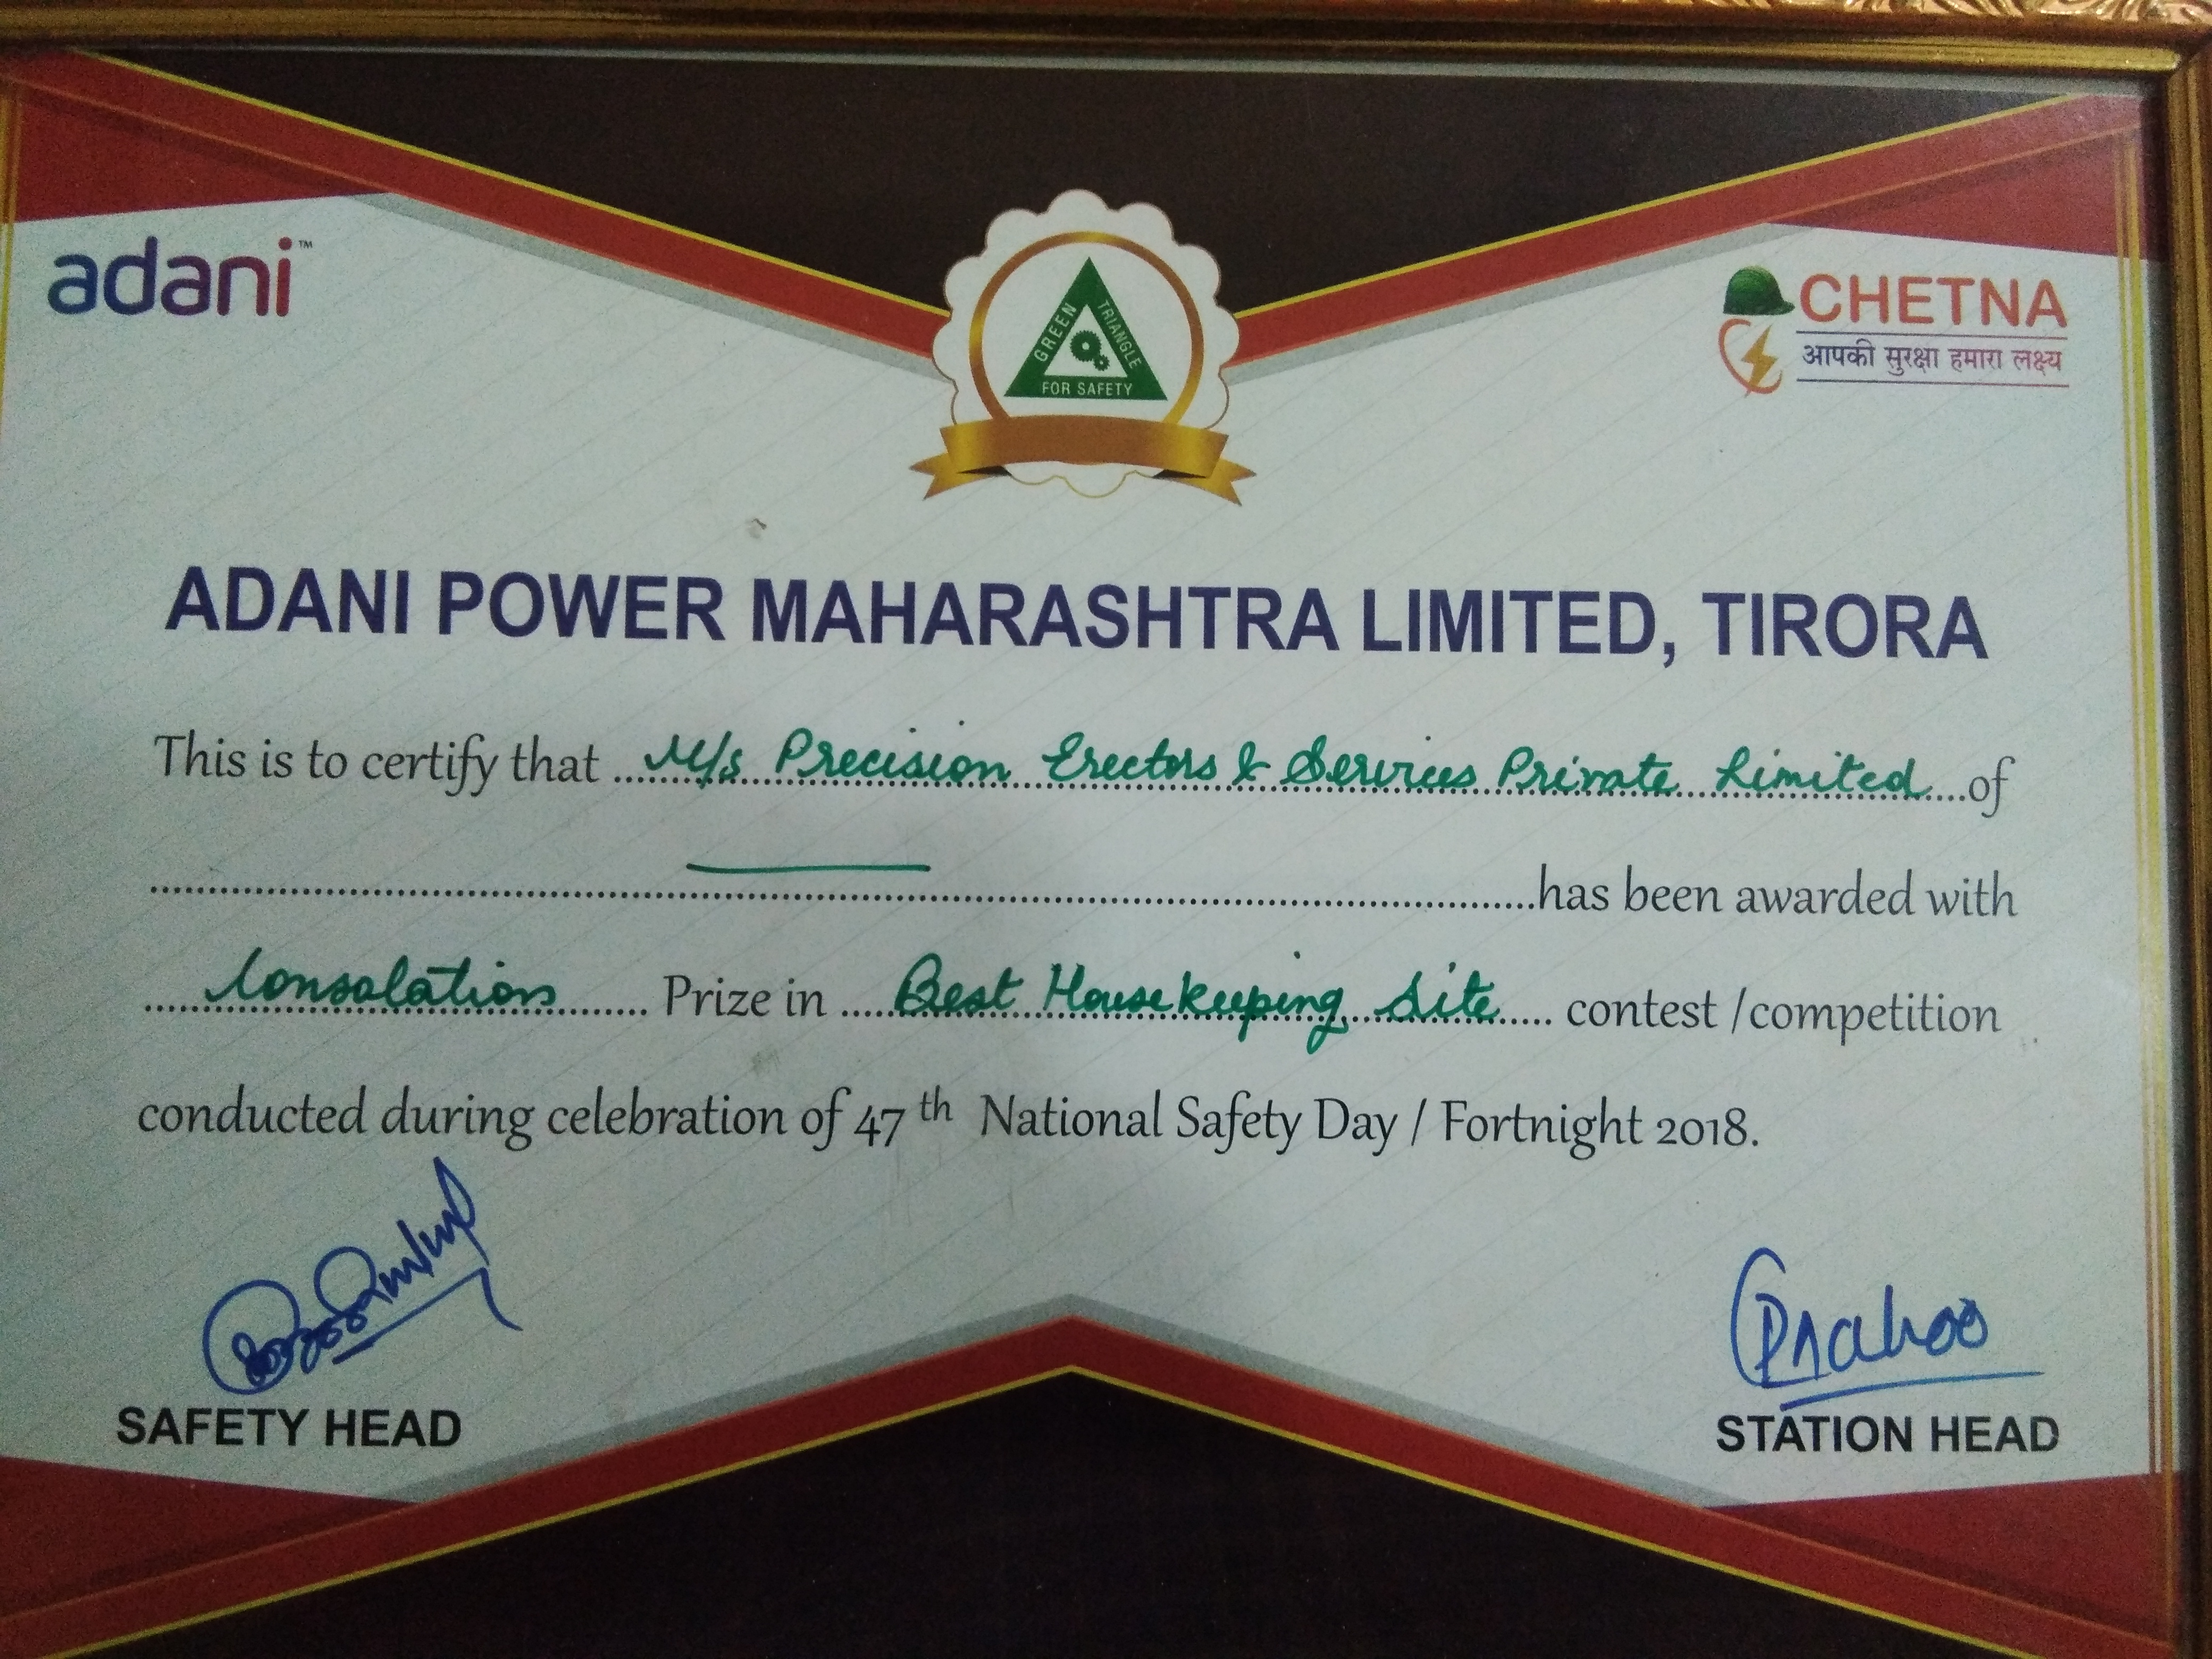 adani™
GREEN TRIANGLE
FOR SAFETY
CHETNA
आपकी सुरक्षा हमारा लक्ष्य
ADANI POWER MAHARASHTRA LIMITED, TIRORA
This is to certify that M/s Precision Erectors & Services Private Limited of
has been awarded with
Consolation Prize in Best Housekeeping Site contest /competition
conducted during celebration of 47th National Safety Day / Fortnight 2018.
SAFETY HEAD
STATION HEAD